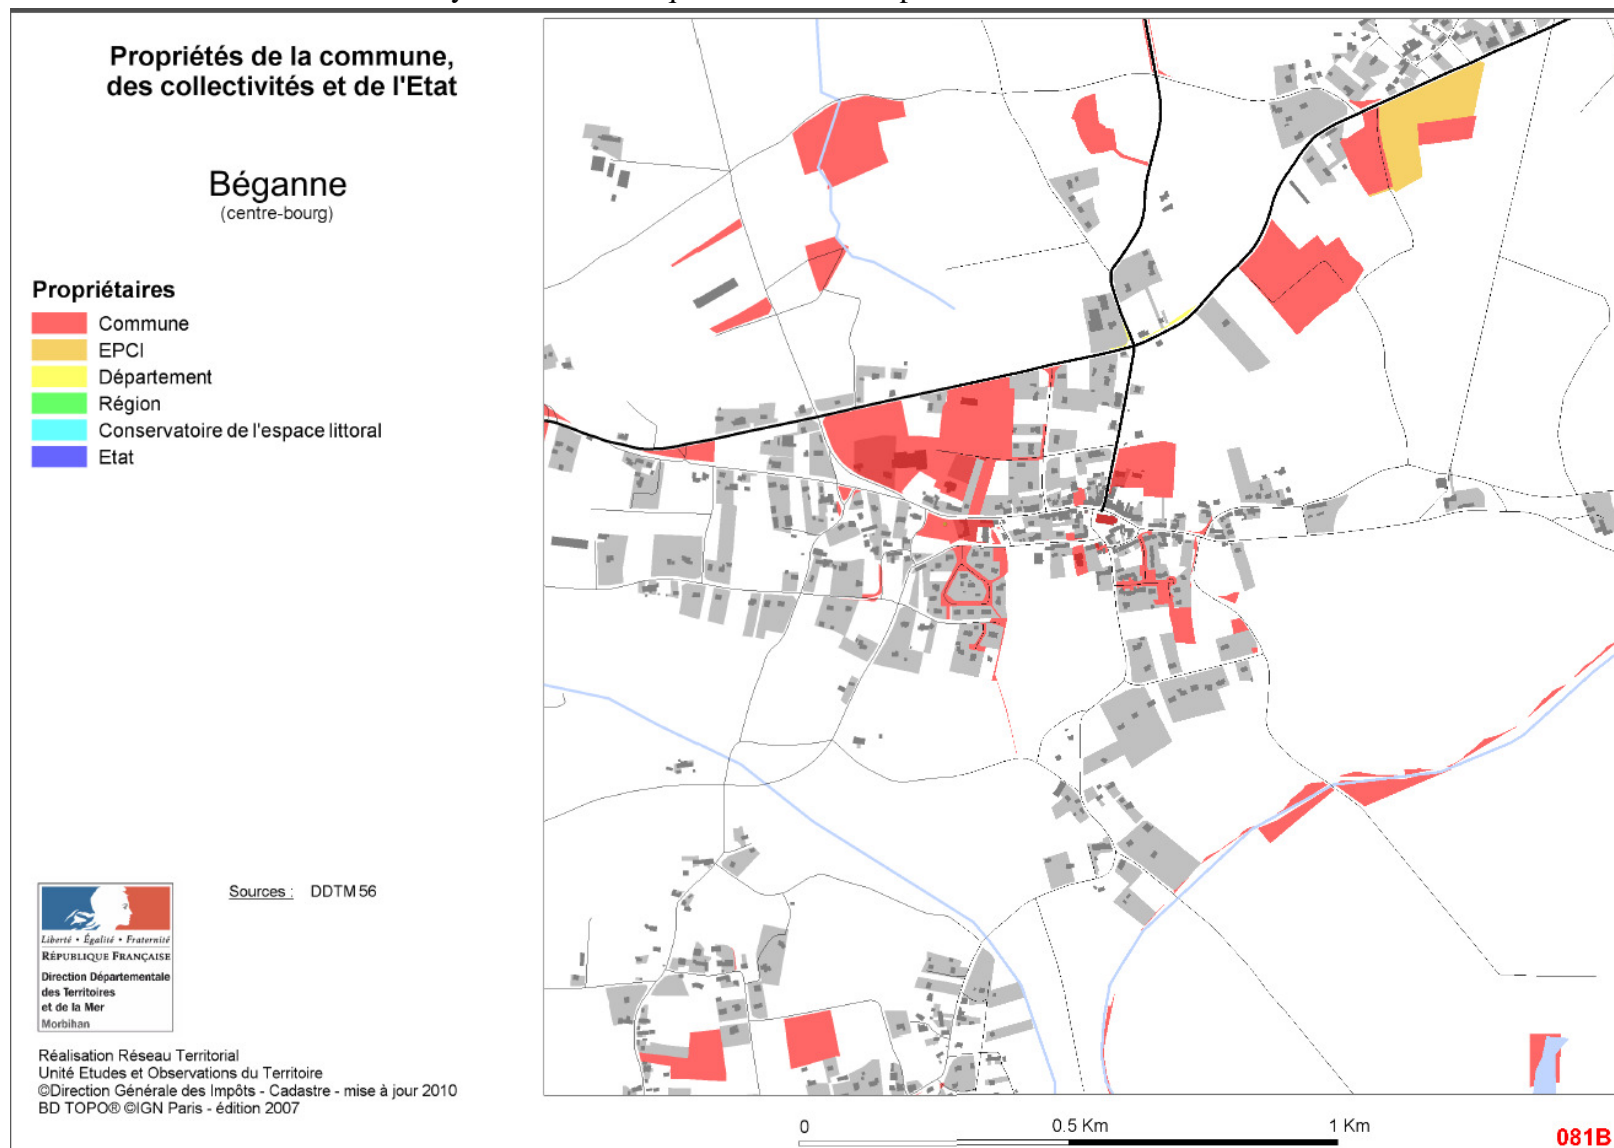 Propriétés de la commune,
des collectivités et de l'Etat
Béganne
(centre-bourg)
Propriétaires
Commune
EPCI
Département
Région
Conservatoire de l'espace littoral
Etat
Sources : DDTM 56
Liberté • Égalité • Fraternité
RÉPUBLIQUE FRANÇAISE
Direction Départementale
des Territoires
et de la Mer
Morbihan
Réalisation Réseau Territorial
Unité Etudes et Observations du Territoire
©Direction Générale des Impôts - Cadastre - mise à jour 2010
BD TOPO® ©IGN Paris - édition 2007
0 0.5 Km 1 Km
081B